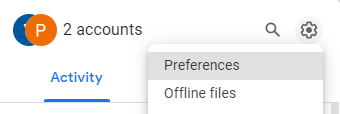 P 2 accounts
Preferences
Activity
Offline files